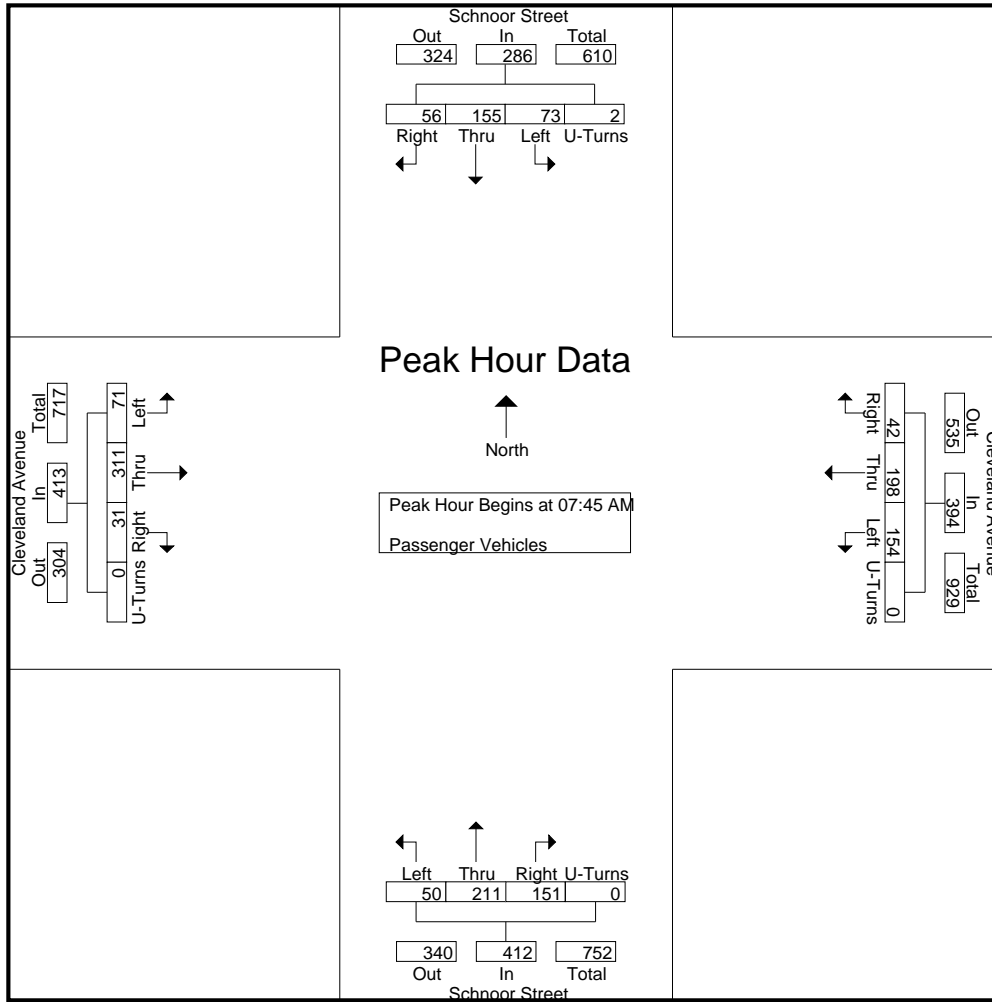 Schnoor Street
Out In Total
324 286 610
56 155 73 2
Right Thru Left U-Turns
Peak Hour Data
North
Peak Hour Begins at 07:45 AM
Passenger Vehicles
Cleveland Avenue
Total In Out
717 413 304
71 311 31 0
Left Thru Right U-Turns
Cleveland Avenue
Out In Total
535 394 929
42 198 154 0
Right Thru Left U-Turns
Left Thru Right U-Turns
50 211 151 0
340 412 752
Out In Total
Schnoor Street